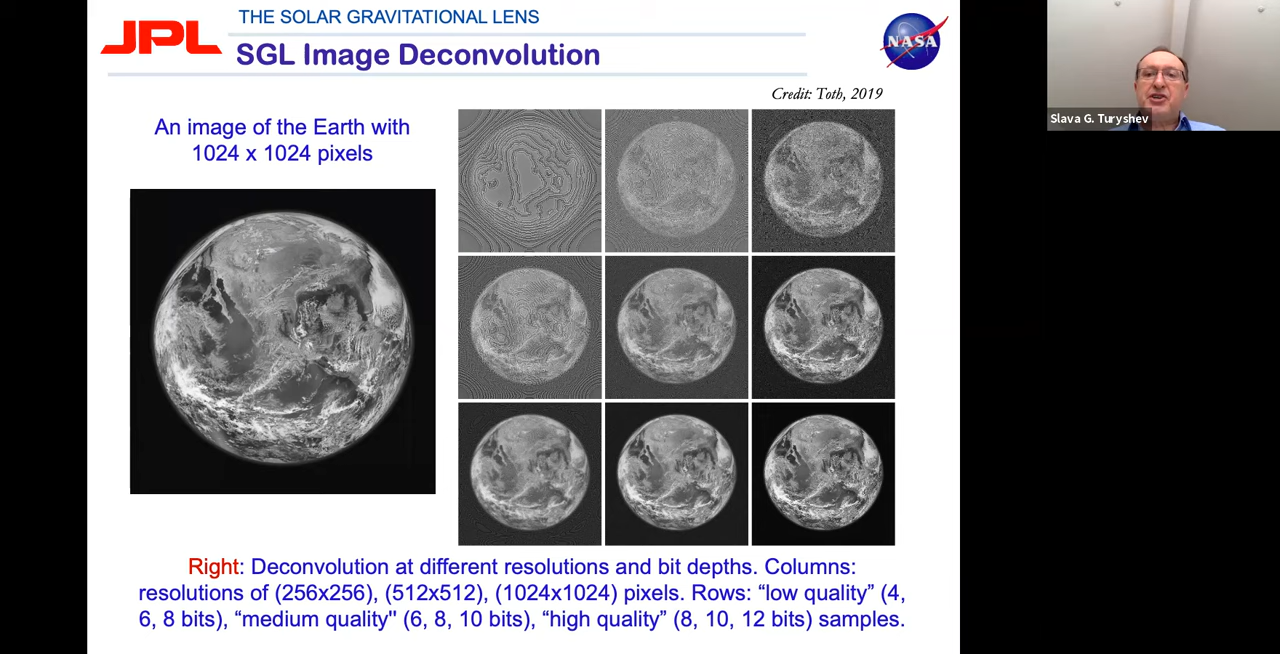 JPL
THE SOLAR GRAVITATIONAL LENS
SGL Image Deconvolution
NASA
Credit: Toth, 2019
An image of the Earth with
1024 x 1024 pixels
Slava G. Turyshev
Right: Deconvolution at different resolutions and bit depths. Columns:
resolutions of (256x256), (512x512), (1024x1024) pixels. Rows: “low quality” (4,
6, 8 bits), “medium quality" (6, 8, 10 bits), “high quality” (8, 10, 12 bits) samples.